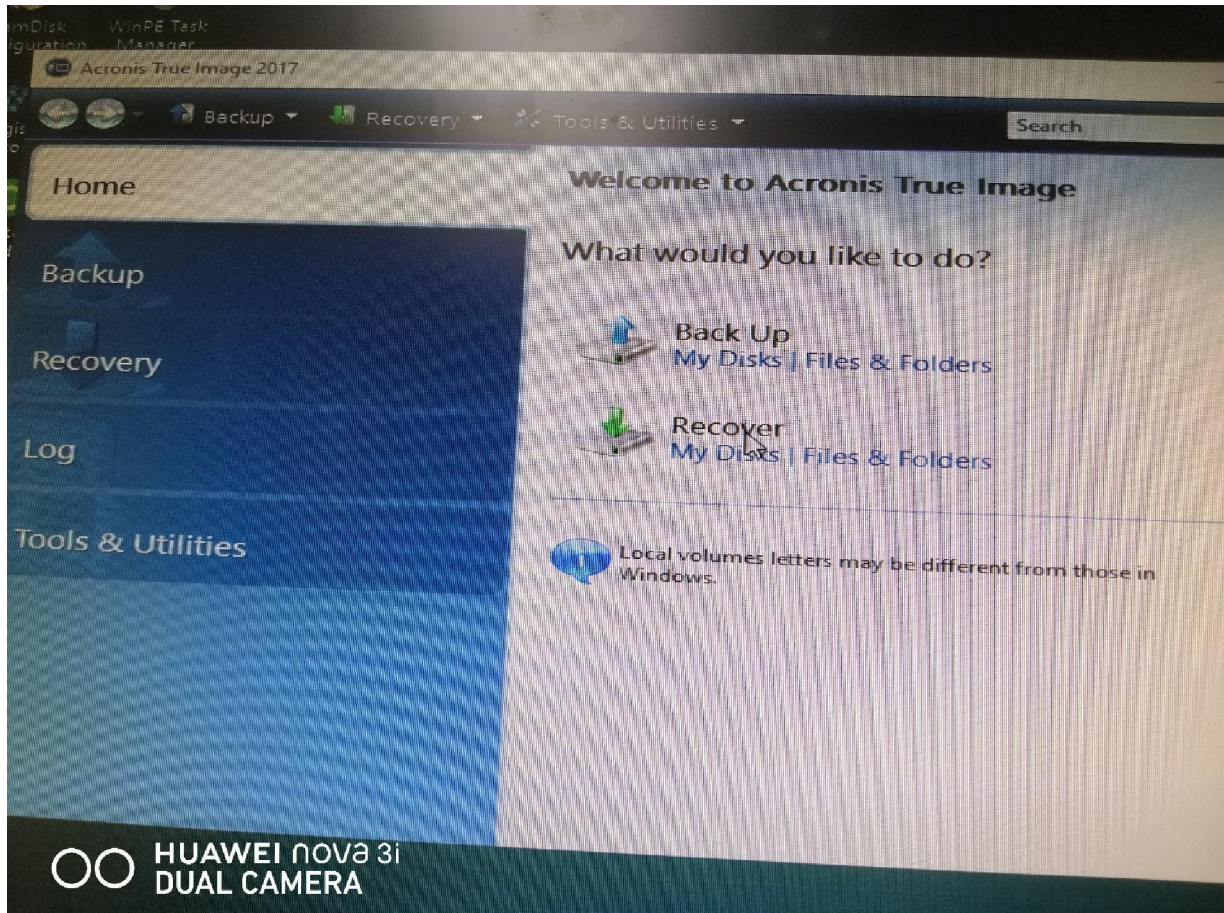 mDisk
WinPE Task
iguration
Manager
Acronis True Image 2017
Backup
Recovery
Tools & Utilities
Search
Home
Backup
Recovery
Log
Tools & Utilities
Welcome to Acronis True Image
What would you like to do?
Back Up
My Disks | Files & Folders
Recover
My Disks | Files & Folders
Local volumes letters may be different from those in
Windows.
HUAWEI nova 3i
DUAL CAMERA